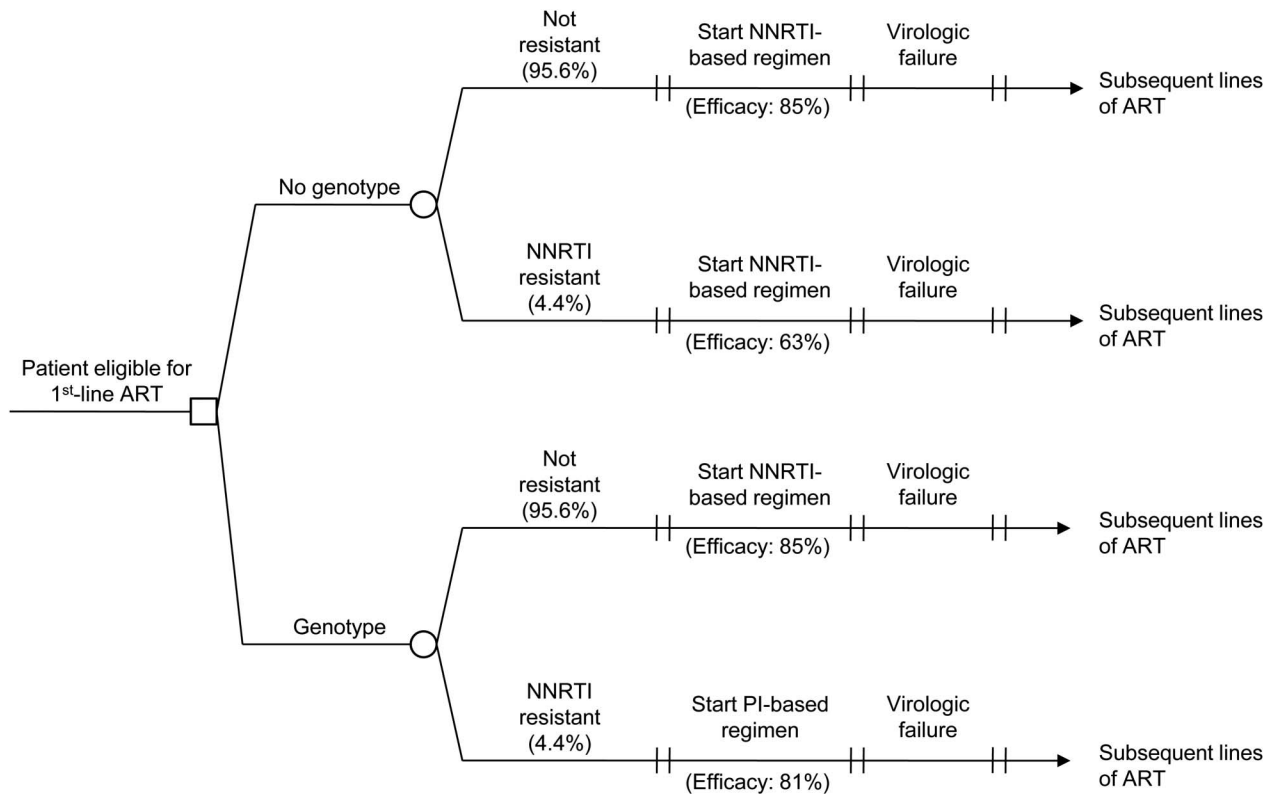 Not
resistant
(95.6%)
Start NNRTI-
based regimen
(Efficacy: 85%)
Virologic
failure
Subsequent lines
of ART
No genotype
NNRTI
resistant
(4.4%)
Start NNRTI-
based regimen
(Efficacy: 63%)
Virologic
failure
Subsequent lines
of ART
Patient eligible for
1st-line ART
Not
resistant
(95.6%)
Start NNRTI-
based regimen
(Efficacy: 85%)
Virologic
failure
Subsequent lines
of ART
Genotype
NNRTI
resistant
(4.4%)
Start PI-based
regimen
(Efficacy: 81%)
Virologic
failure
Subsequent lines
of ART